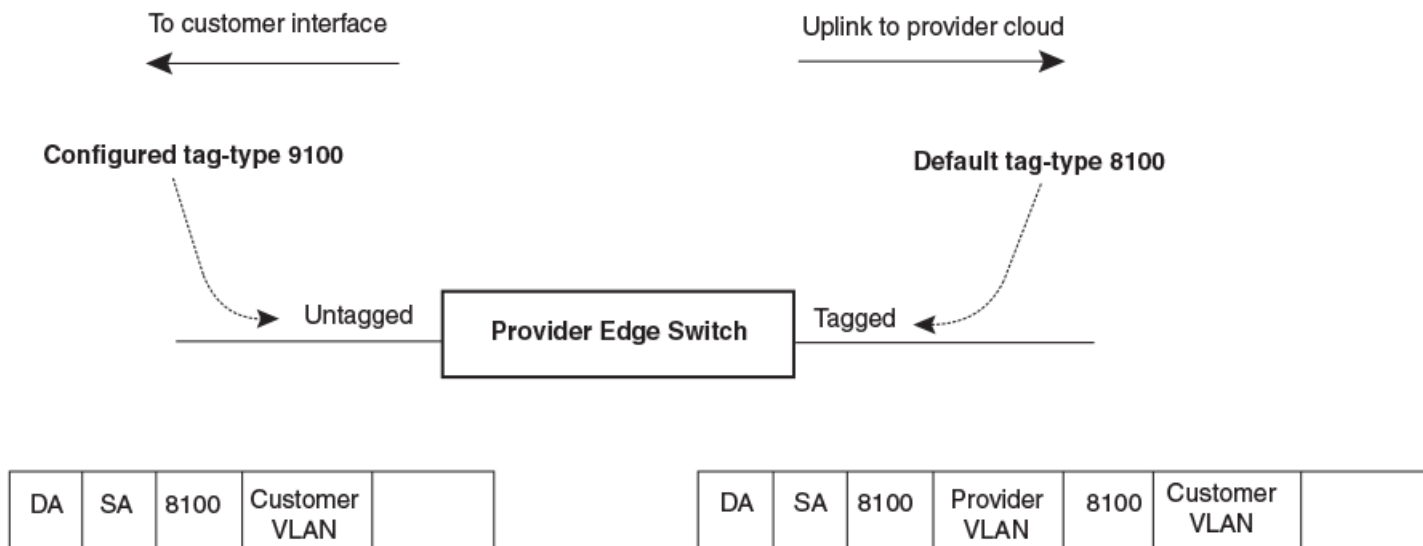 To customer interface
Uplink to provider cloud
Configured tag-type 9100
Default tag-type 8100
Untagged
Provider Edge Switch
Tagged
DA SA 8100 Customer VLAN
DA SA 8100 Provider VLAN 8100 Customer VLAN